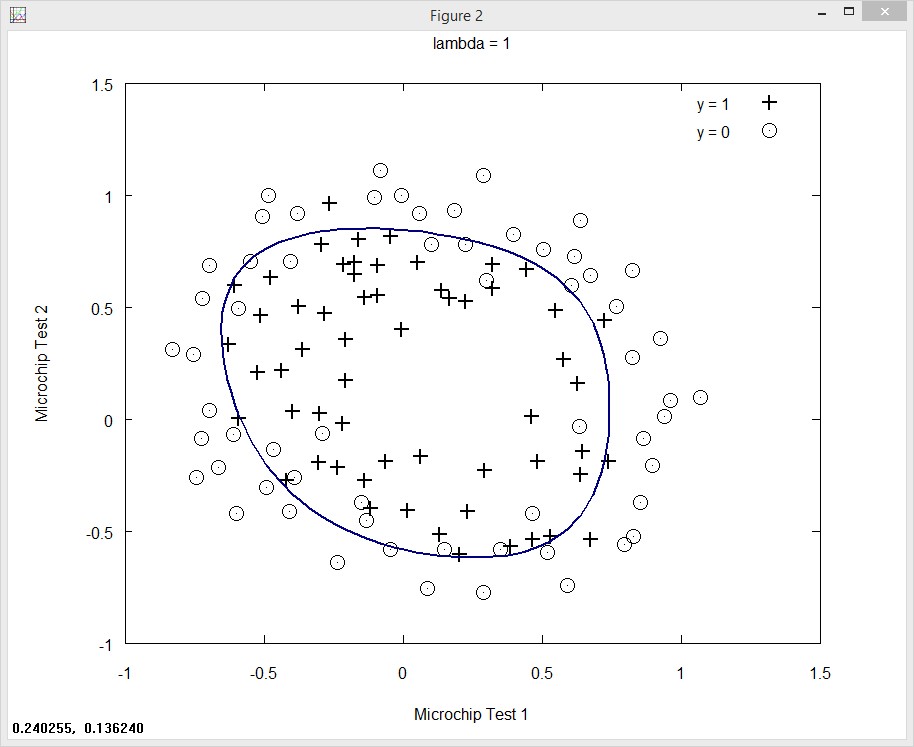 Figure 2
lambda = 1
y = 1
y = 0
1.5
1
0.5
0
-0.5
-1
Microchip Test 2
-1
-0.5
0
0.5
1
1.5
Microchip Test 1
0.240255, 0.136240